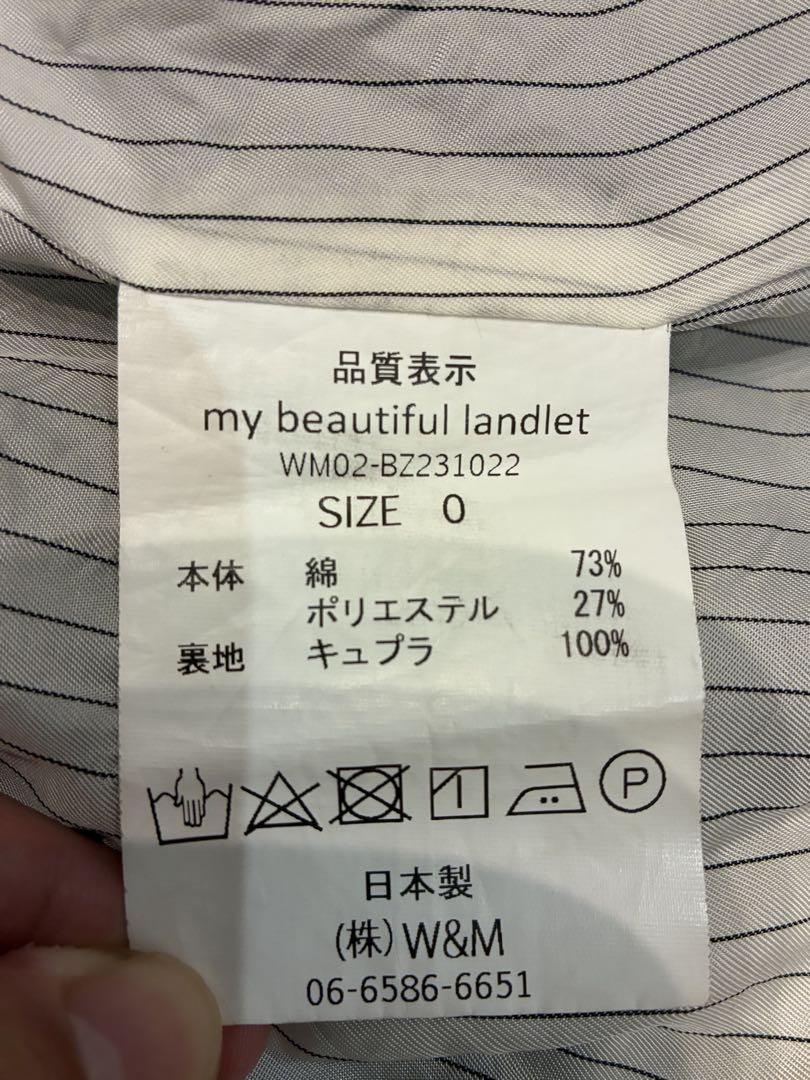 品質表示
my beautiful landlet
WM02-BZ231022
SIZE 0
本体 綿 73%
ポリエステル 27%
裏地 キュプラ 100%
P
日本製
(株)W&M
06-6586-6651